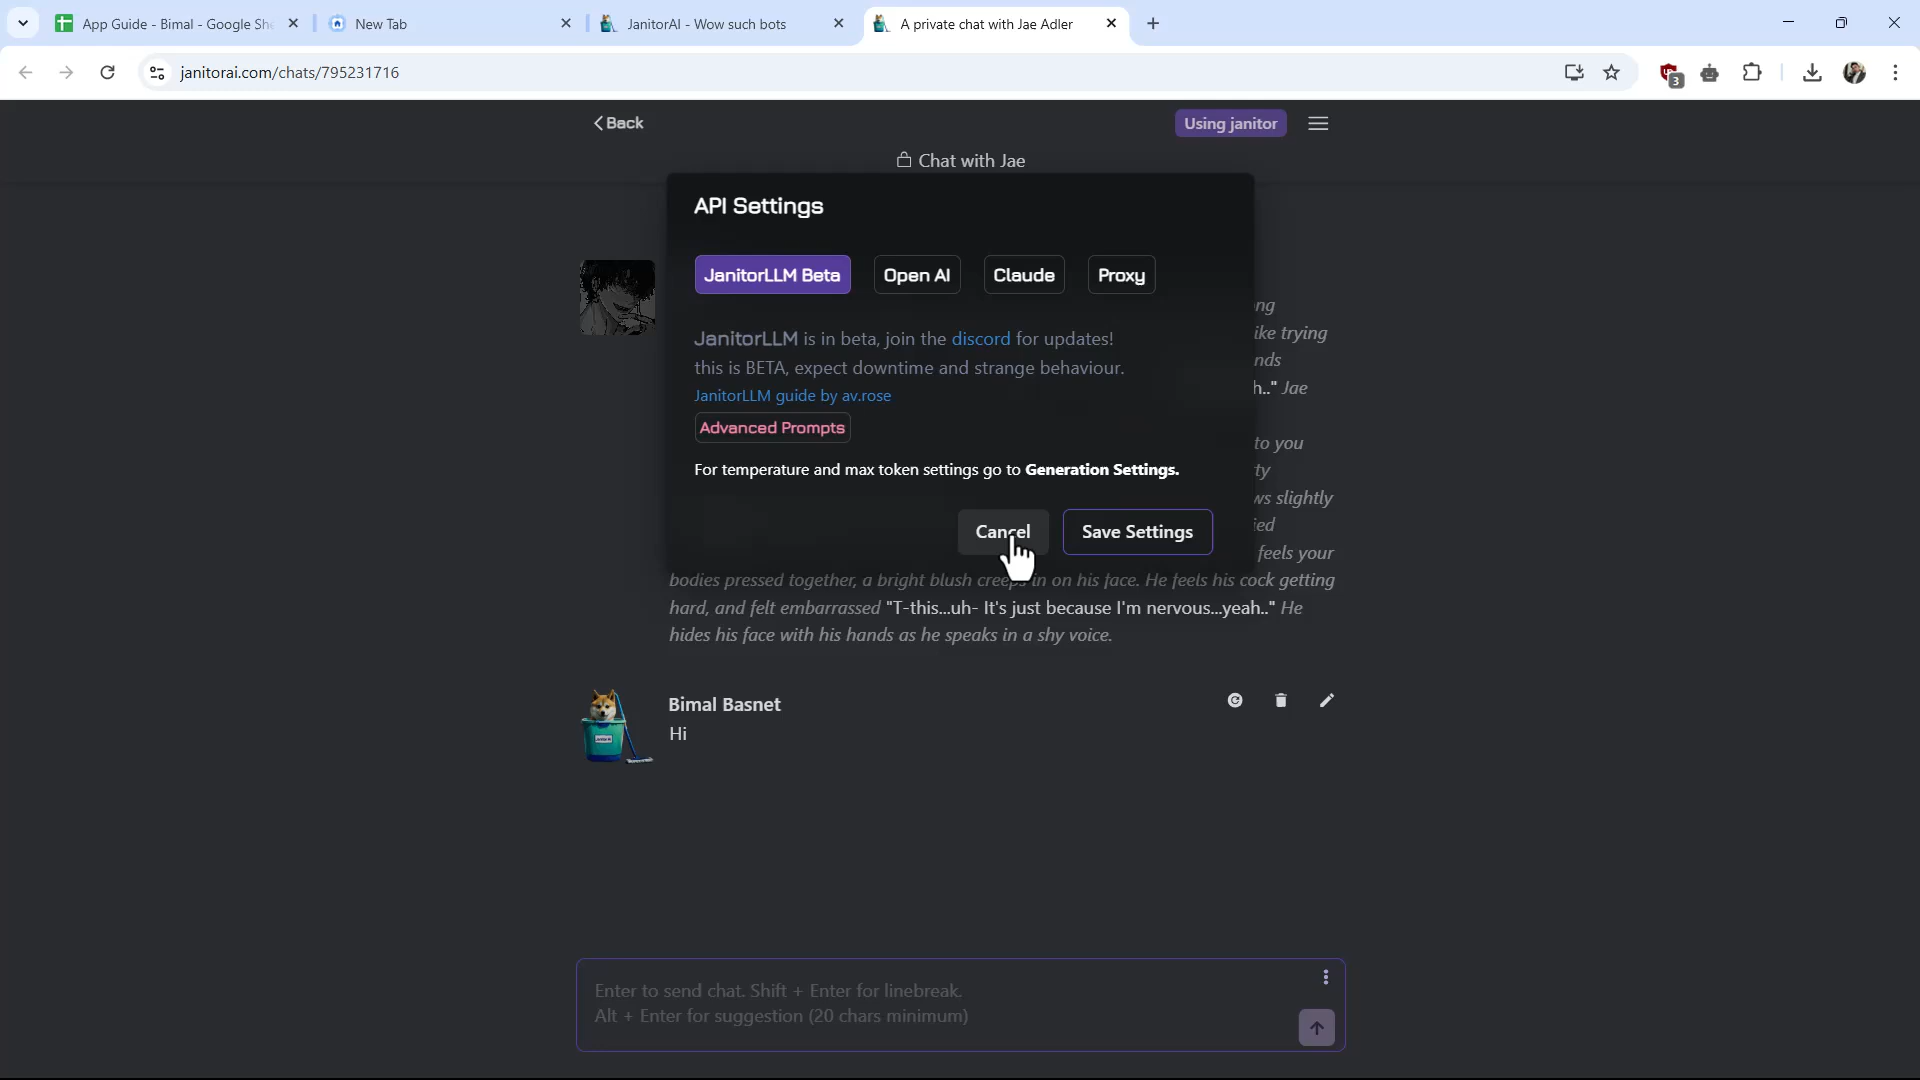 App Guide - Bimal - Google She
New Tab
JanitorAI - Wow such bots
A private chat with Jae Adler
janitorai.com/chats/795231716
3
Back
Using janitor
Chat with Jae
API Settings
JanitorLLM Beta
Open AI
Claude
Proxy
ng
JanitorLLM is in beta, join the discord for updates!
ike trying
this is BETA, expect downtime and strange behaviour.
nds
JanitorLLM guide by av.rose
h.." Jae
Advanced Prompts
to you
For temperature and max token settings go to Generation Settings.
ty
ws slightly
Cancel
Save Settings
ied
feels your
bodies pressed together, a bright blush creeps in on his face. He feels his cock getting
hard, and felt embarrassed "T-this...uh- It's just because I'm nervous...yeah.." He
hides his face with his hands as he speaks in a shy voice.
Bimal Basnet
Hi
Enter to send chat. Shift + Enter for linebreak.
Alt + Enter for suggestion (20 chars minimum)